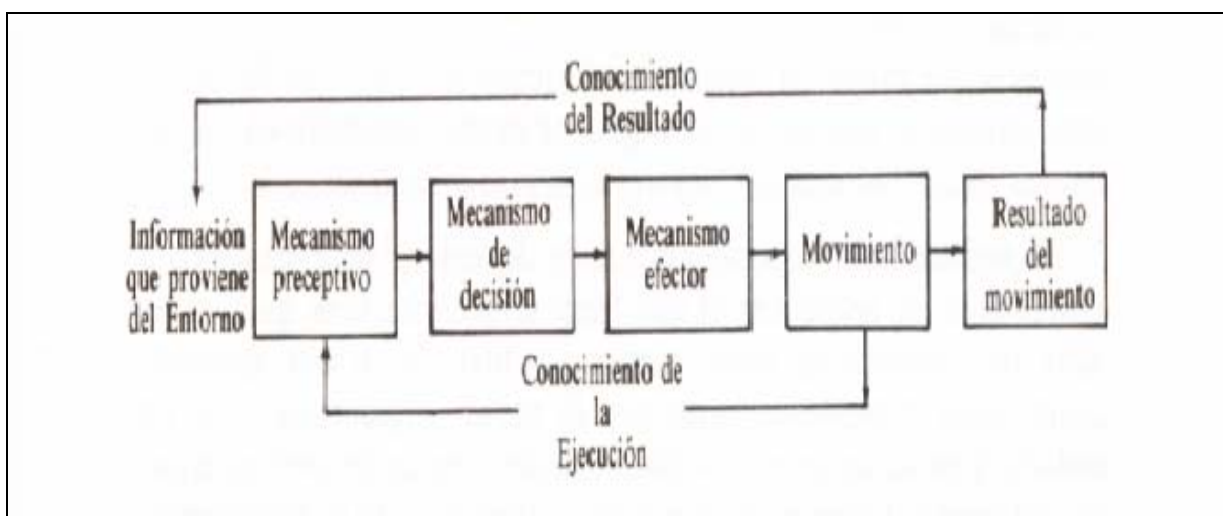 Conocimiento
del Resultado
Información
que proviene
del Entorno
Mecanismo
preceptivo
Mecanismo
de
decisión
Mecanismo
efector
Movimiento
Resultado
del
movimiento
Conocimiento de
la
Ejecución